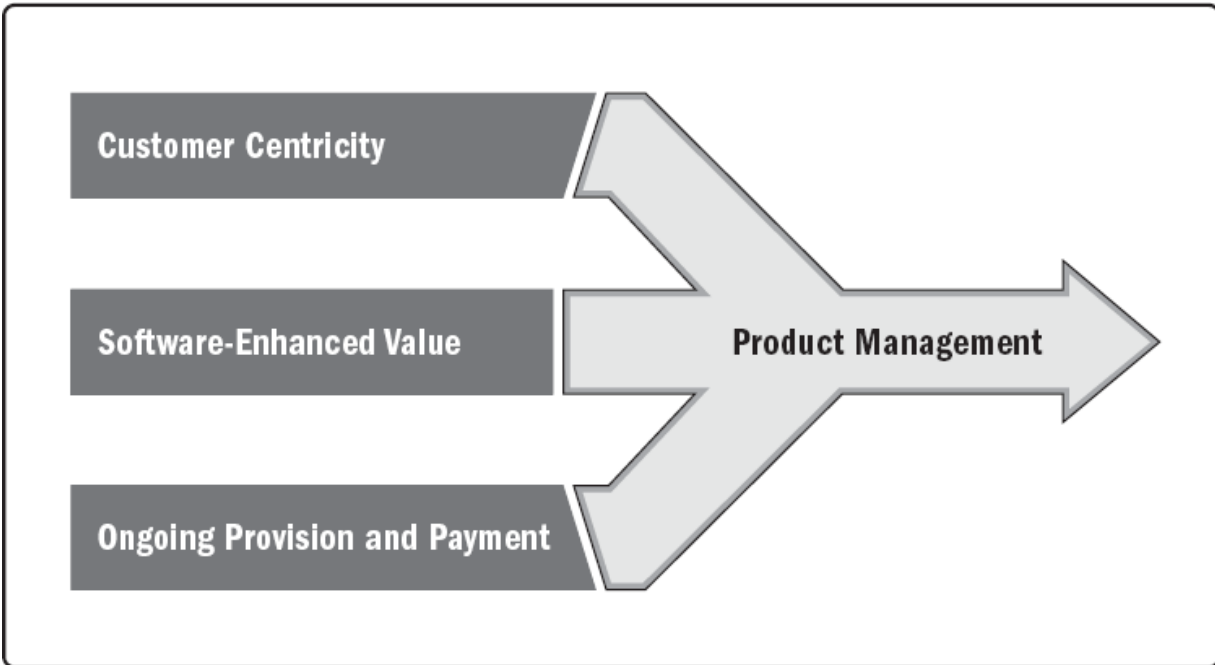 Customer Centricity
Software-Enhanced Value
Product Management
Ongoing Provision and Payment